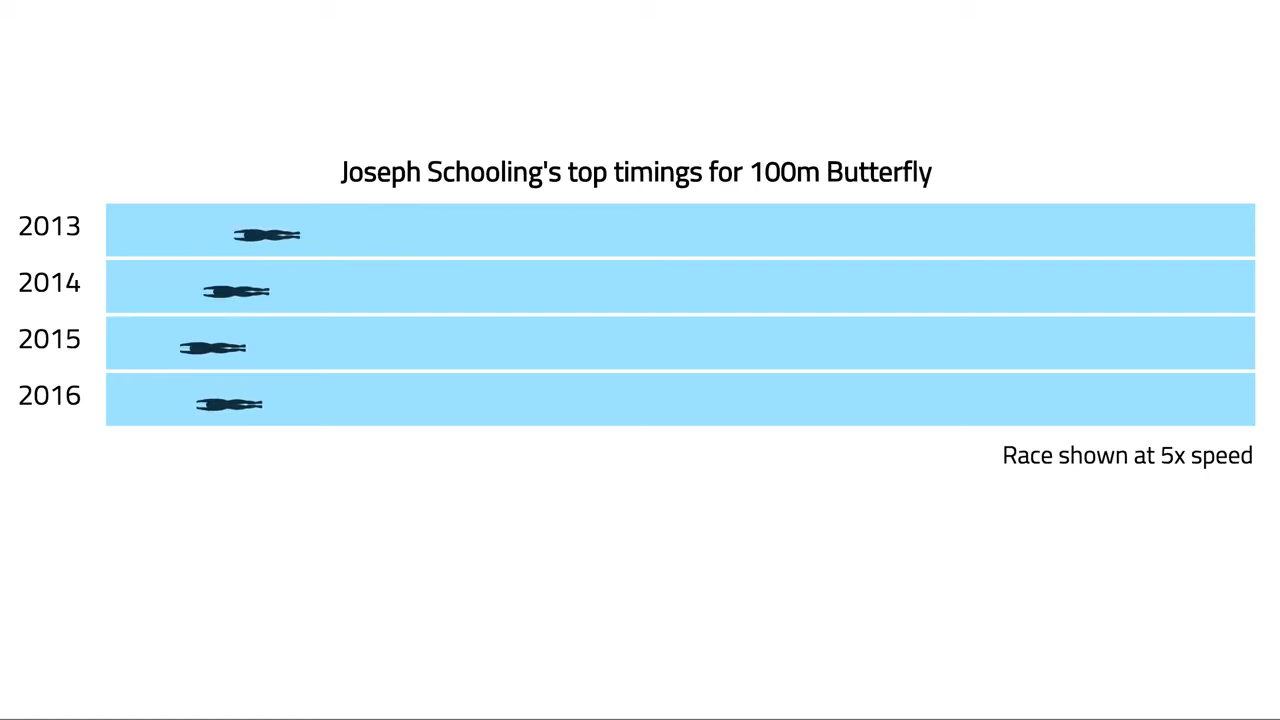 Joseph Schooling's top timings for 100m Butterfly
2013
2014
2015
2016
Race shown at 5x speed